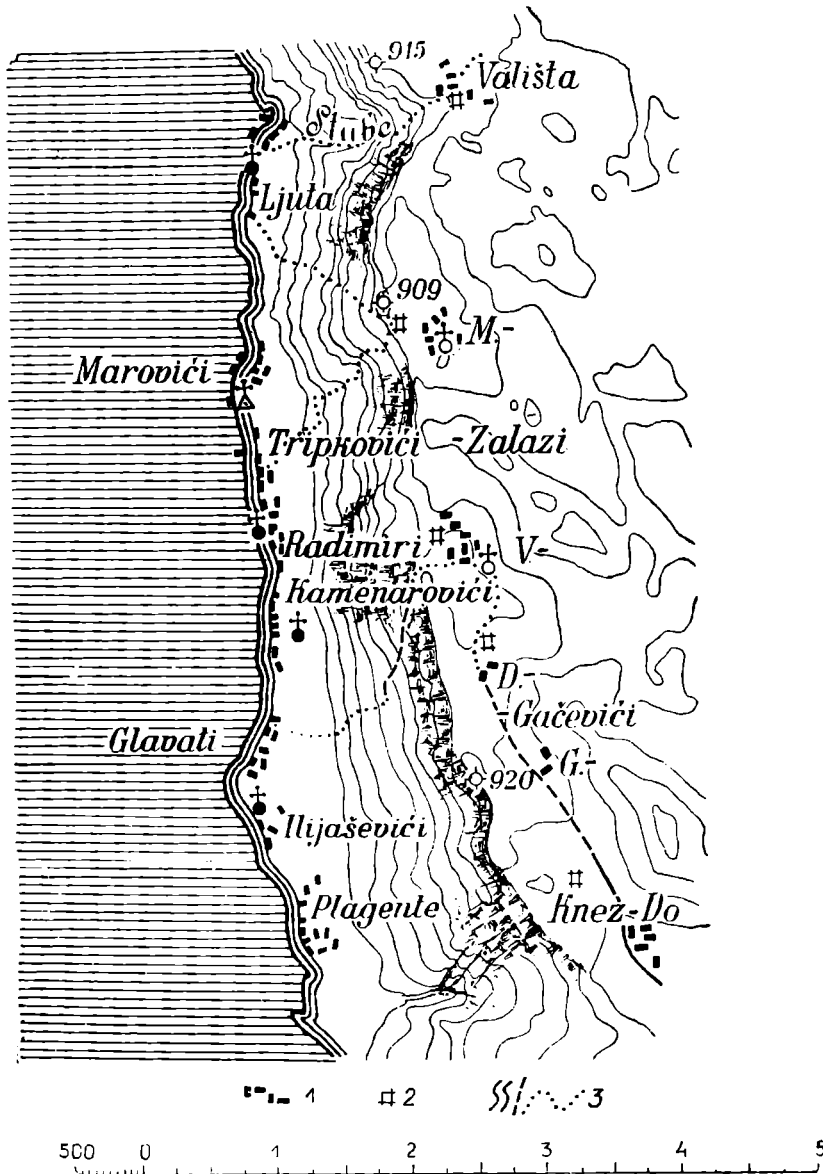 915
Vališta
Stube
Ljuta
909
M.-
Marovići
Tripkovići
-Zalazi
Radimiri
V.-
Kamenarovići
D.-
-Gačevići
Glavati
G.-
920
Ilijaševići
Plagente
Knez-Do
1
2
3
500 0 1 2 3 4 5